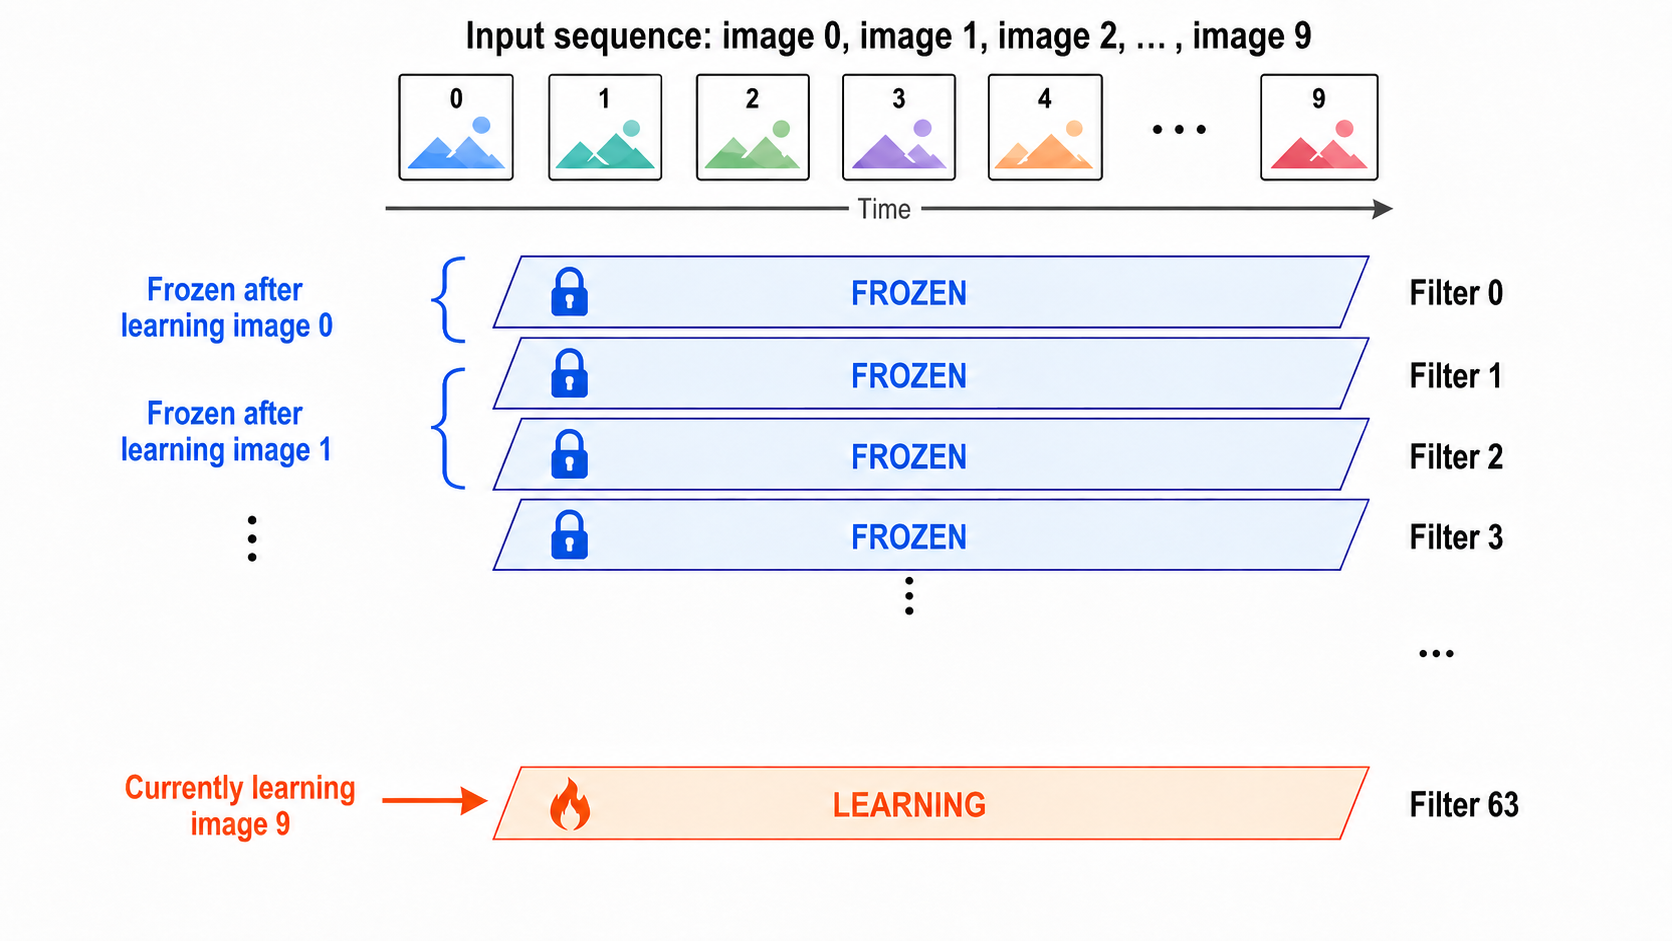 Input sequence: image 0, image 1, image 2, ... , image 9
0 1 2 3 4 ... 9
Time
Frozen after
learning image 0
FROZEN Filter 0
FROZEN Filter 1
Frozen after
learning image 1
FROZEN Filter 2
FROZEN Filter 3
...
Currently learning
image 9
LEARNING Filter 63